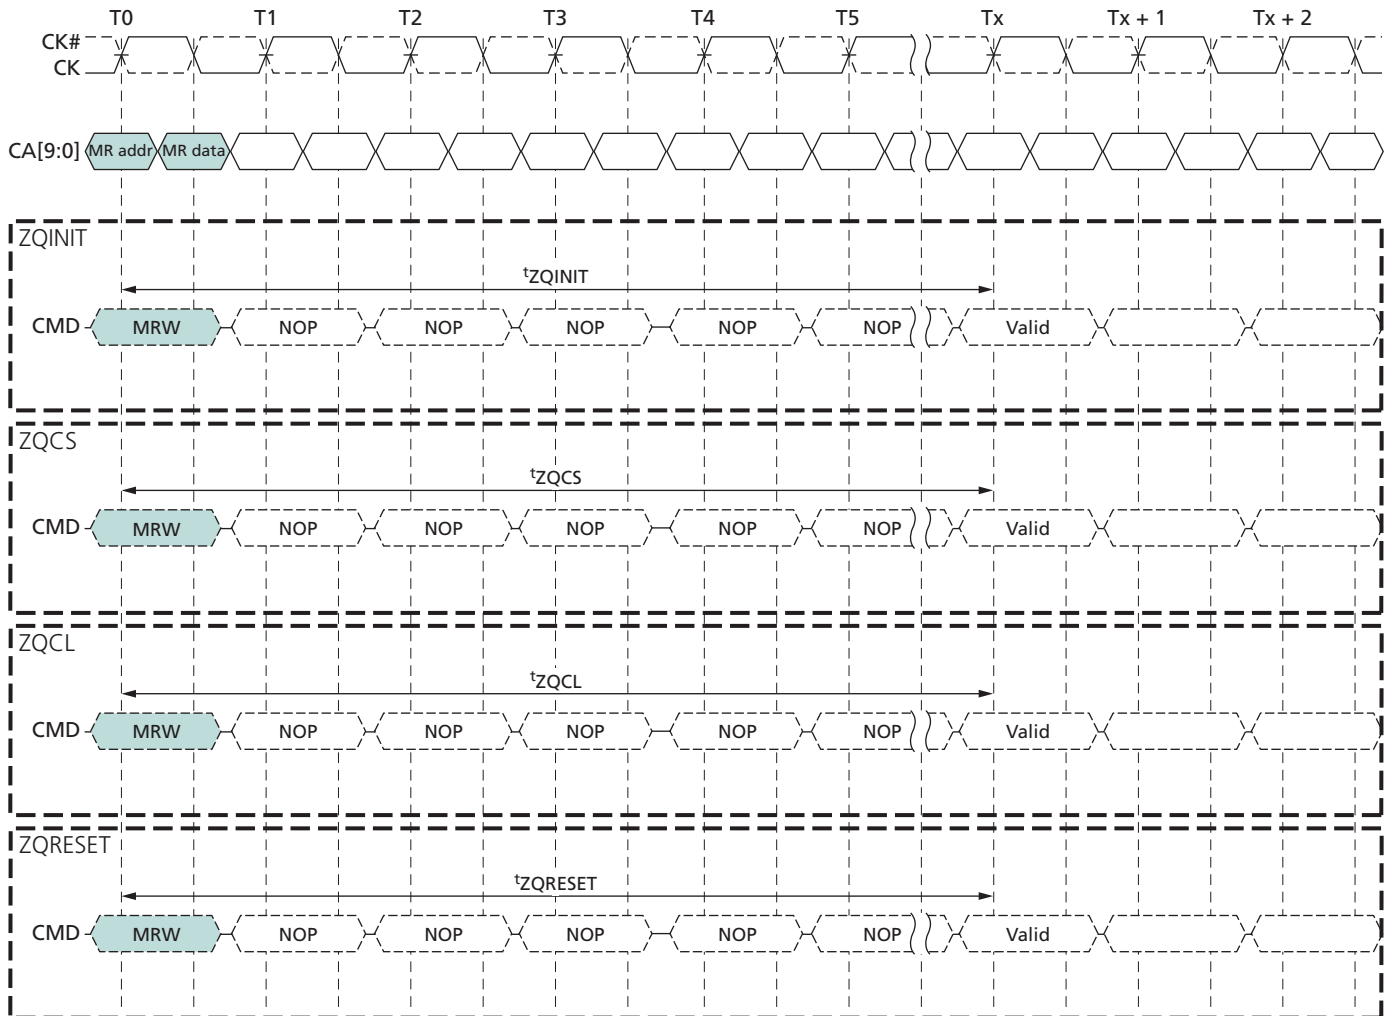 T0 T1 T2 T3 T4 T5 Tx Tx + 1 Tx + 2
CK#
CK
CA[9:0] MR addr MR data
ZQINIT
tZQINIT
CMD MRW NOP NOP NOP NOP NOP Valid
ZQCS
tZQCS
CMD MRW NOP NOP NOP NOP NOP Valid
ZQCL
tZQCL
CMD MRW NOP NOP NOP NOP NOP Valid
ZQRESET
tZQRESET
CMD MRW NOP NOP NOP NOP NOP Valid